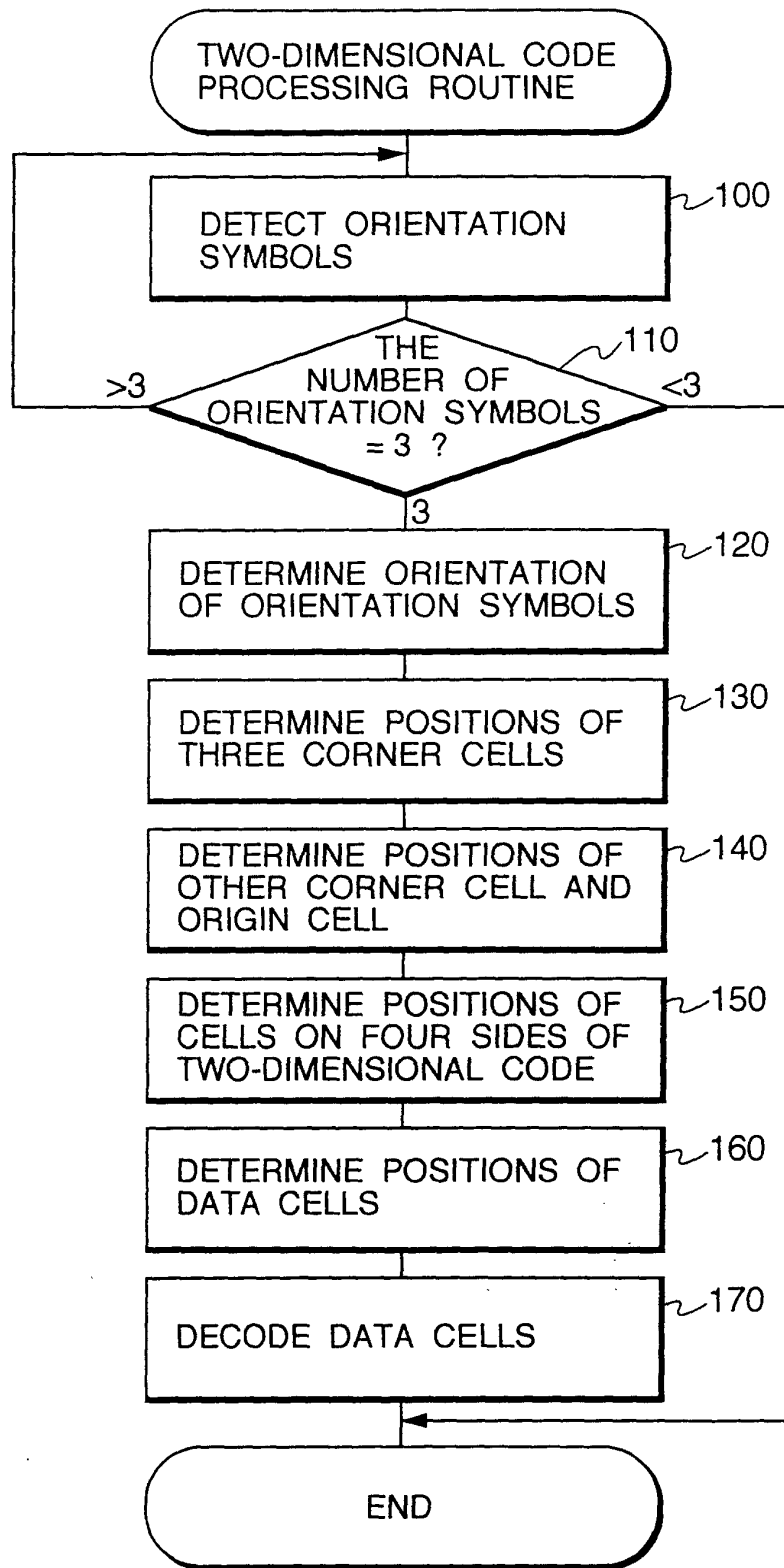 TWO-DIMENSIONAL CODE
PROCESSING ROUTINE
100
DETECT ORIENTATION
SYMBOLS
110
THE
NUMBER OF
ORIENTATION SYMBOLS
= 3 ?
>3
<3
3
120
DETERMINE ORIENTATION
OF ORIENTATION SYMBOLS
130
DETERMINE POSITIONS OF
THREE CORNER CELLS
140
DETERMINE POSITIONS OF
OTHER CORNER CELL AND
ORIGIN CELL
150
DETERMINE POSITIONS OF
CELLS ON FOUR SIDES OF
TWO-DIMENSIONAL CODE
160
DETERMINE POSITIONS OF
DATA CELLS
170
DECODE DATA CELLS
END